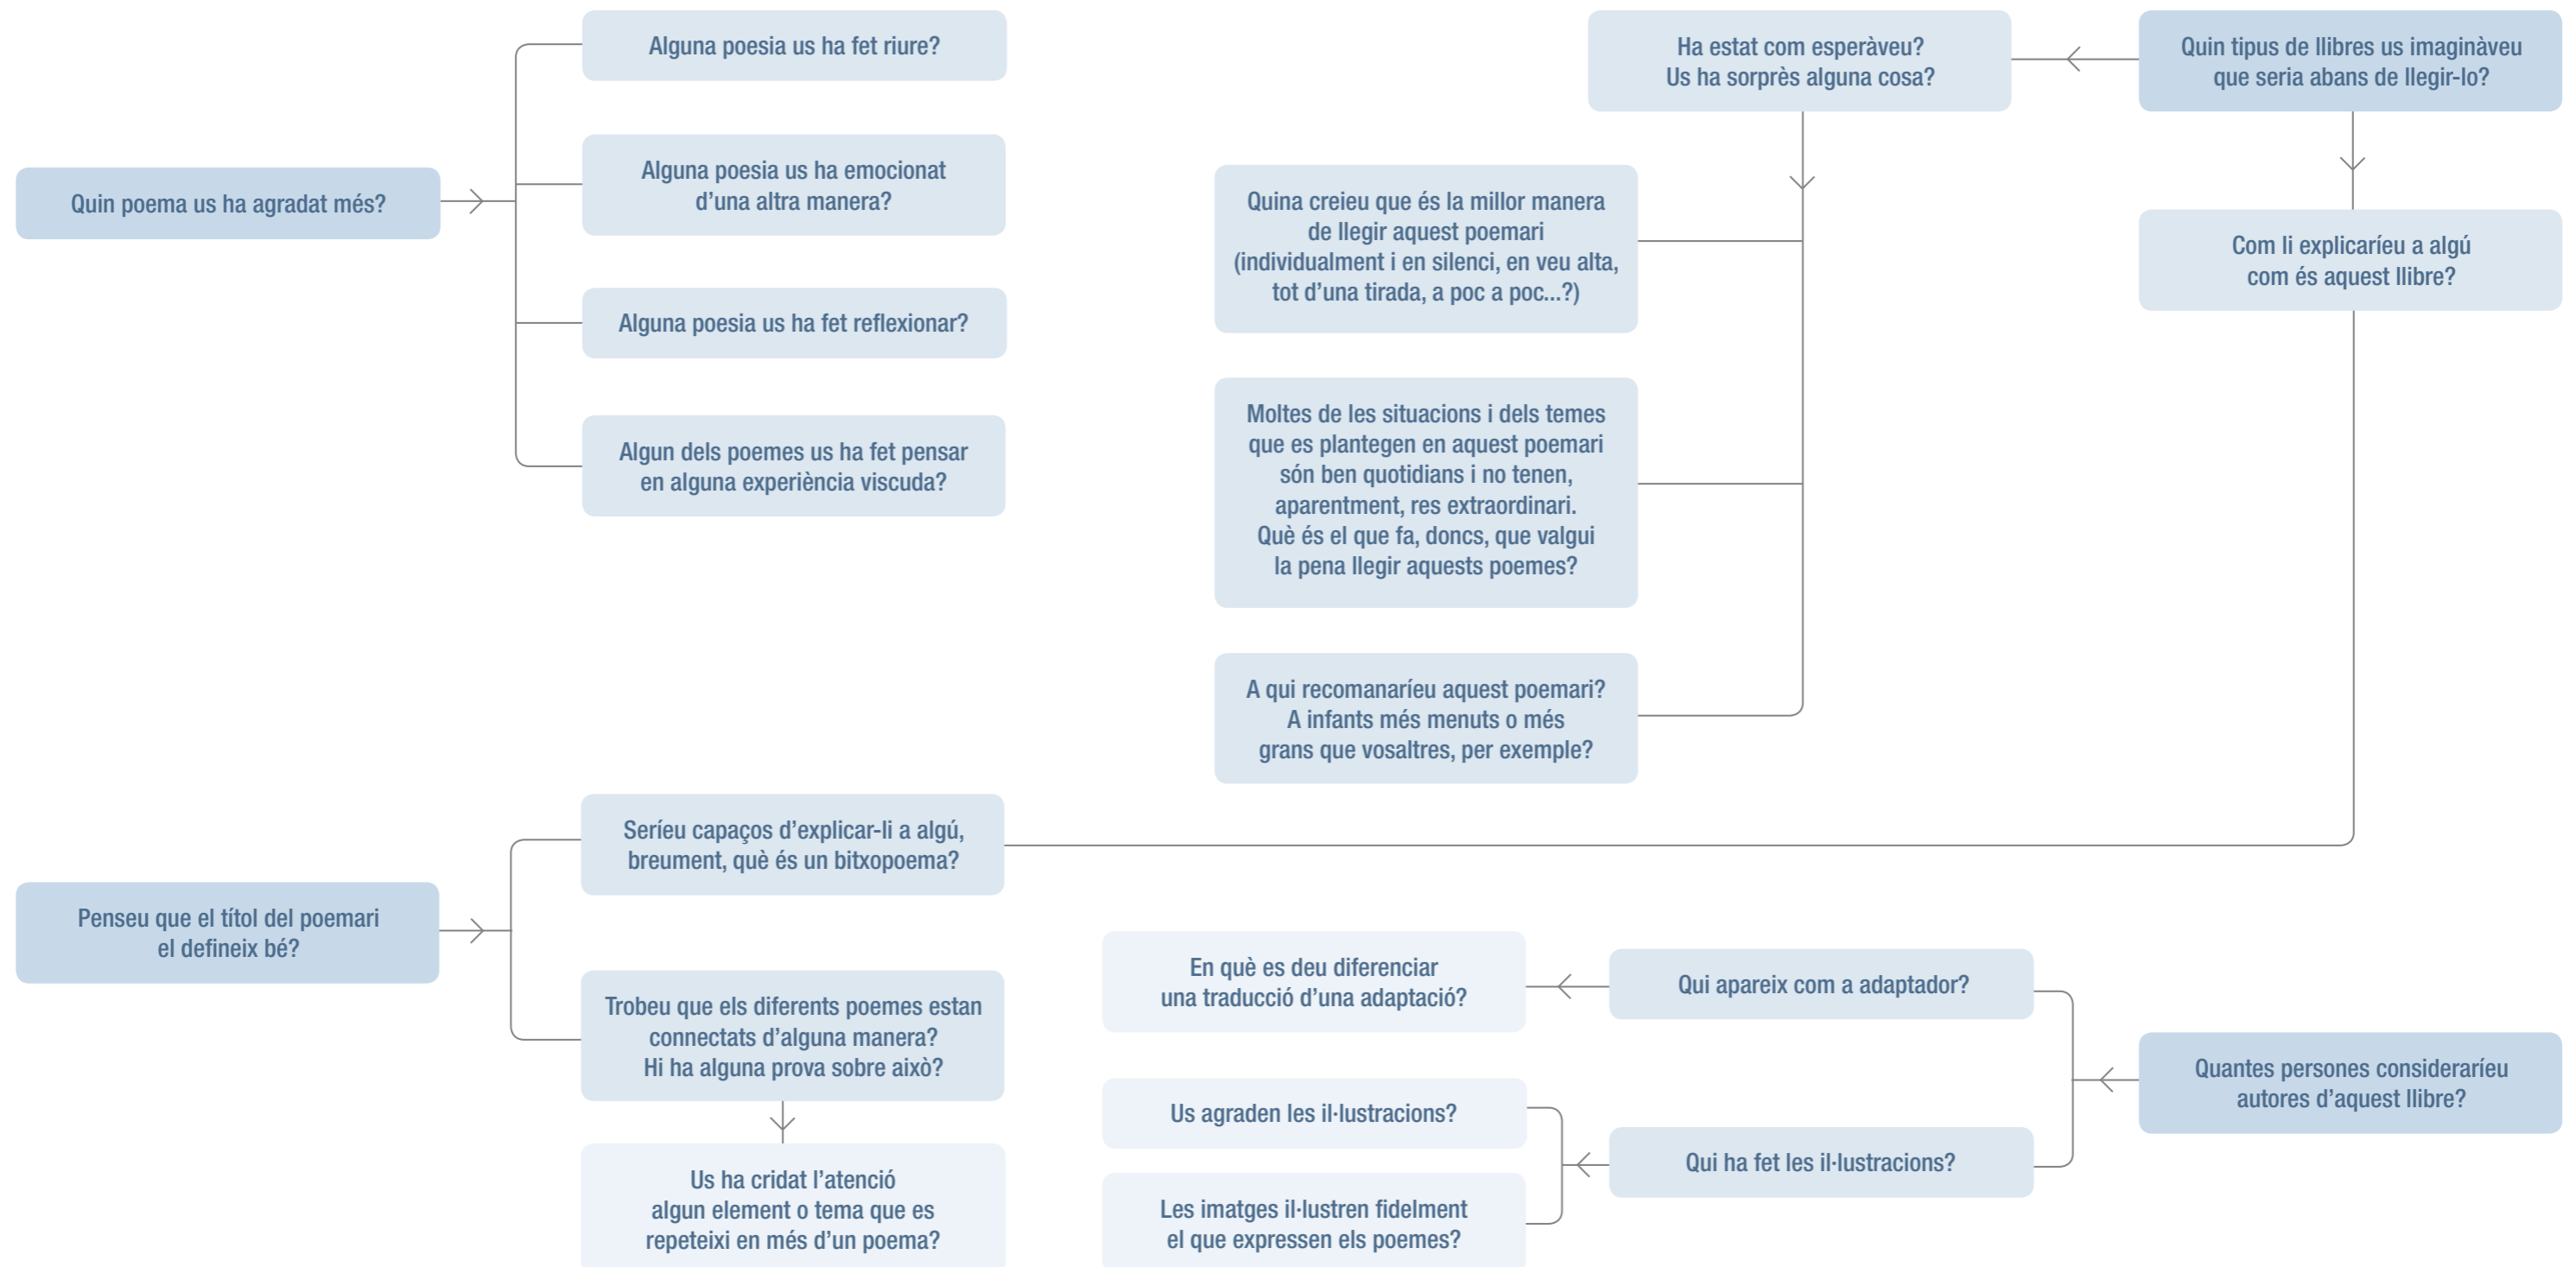 Quin poema us ha agradat més?
Alguna poesia us ha fet riure?
Alguna poesia us ha emocionat
d’una altra manera?
Alguna poesia us ha fet reflexionar?
Algun dels poemes us ha fet pensar
en alguna experiència viscuda?
Quin tipus de llibres us imaginàveu
que seria abans de llegir-lo?
Ha estat com esperàveu?
Us ha sorprès alguna cosa?
Quina creieu que és la millor manera
de llegir aquest poemari
(individualment i en silenci, en veu alta,
tot d’una tirada, a poc a poc...?)
Moltes de les situacions i dels temes
que es plantegen en aquest poemari
són ben quotidians i no tenen,
aparentment, res extraordinari.
Què és el que fa, doncs, que valgui
la pena llegir aquests poemes?
A qui recomanaríeu aquest poemari?
A infants més menuts o més
grans que vosaltres, per exemple?
Com li explicaríeu a algú
com és aquest llibre?
Penseu que el títol del poemari
el defineix bé?
Seríeu capaços d’explicar-li a algú,
breument, què és un bitxopoema?
Trobeu que els diferents poemes estan
connectats d’alguna manera?
Hi ha alguna prova sobre això?
Us ha cridat l’atenció
algun element o tema que es
repeteixi en més d’un poema?
Quantes persones consideraríeu
autores d’aquest llibre?
Qui apareix com a adaptador?
En què es deu diferenciar
una traducció d’una adaptació?
Qui ha fet les il·lustracions?
Us agraden les il·lustracions?
Les imatges il·lustren fidelment
el que expressen els poemes?